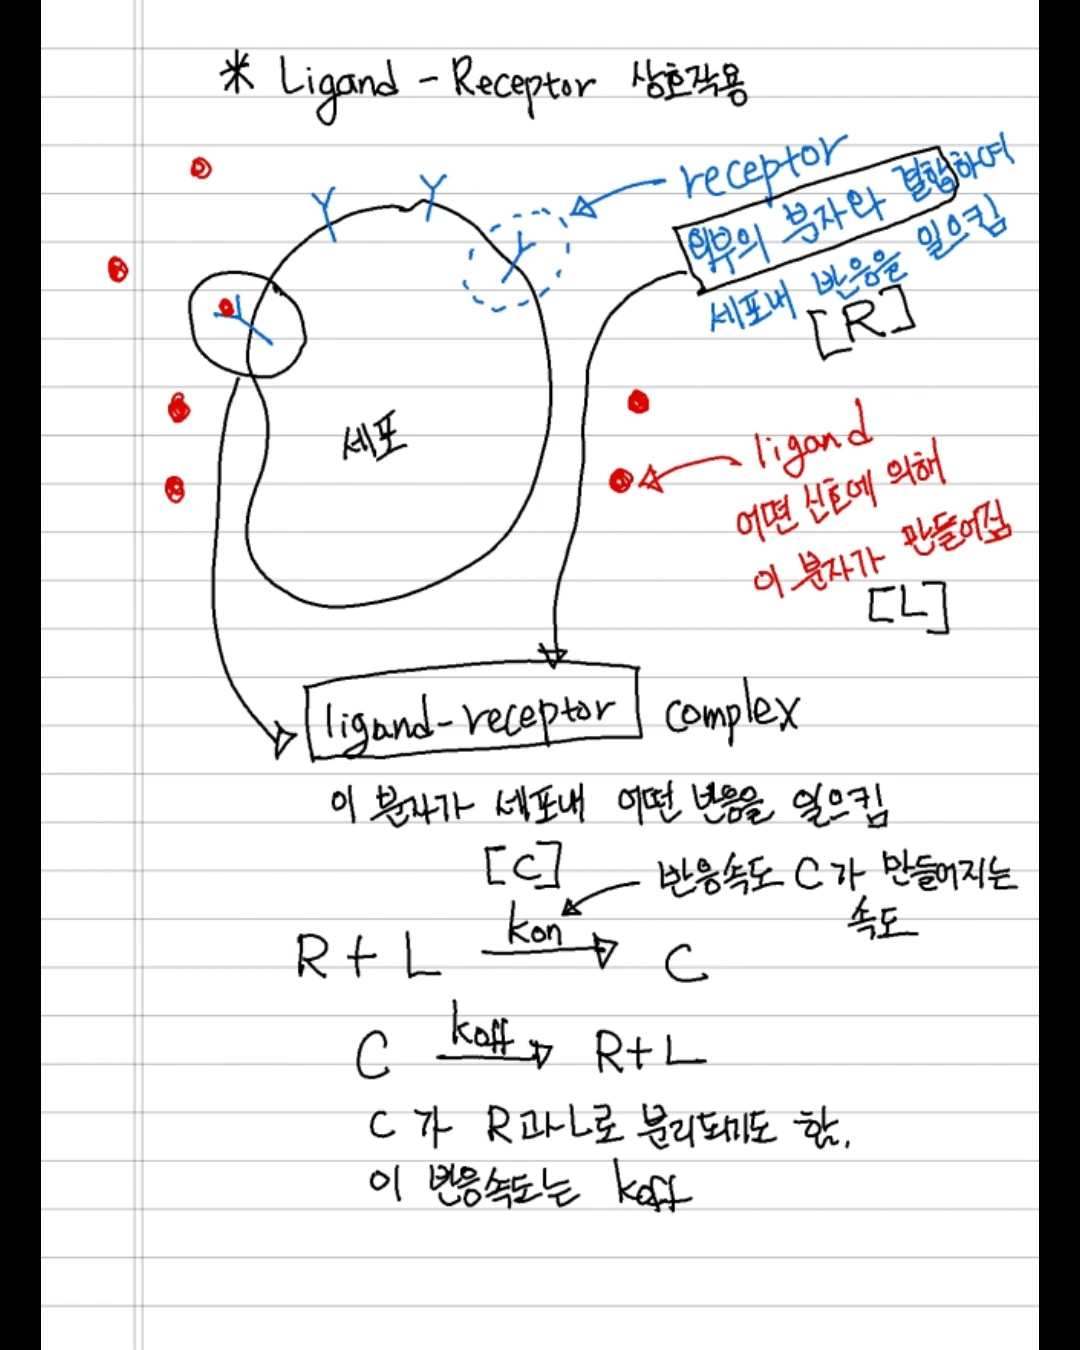 * Ligand - Receptor 상호작용
receptor
외부의 분자와 결합하여
세포내 반응을 일으킴
[R]
세포
ligand
어떤 신호에 의해
이 분자가 만들어짐
[L]
ligand-receptor complex
이 분자가 세포내 어떤 반응을 일으킴
[C]
반응속도 C가 만들어지는
속도
R + L kon C
C koff R+L
C가 R과 L로 분리되기도 함.
이 반응속도는 koff